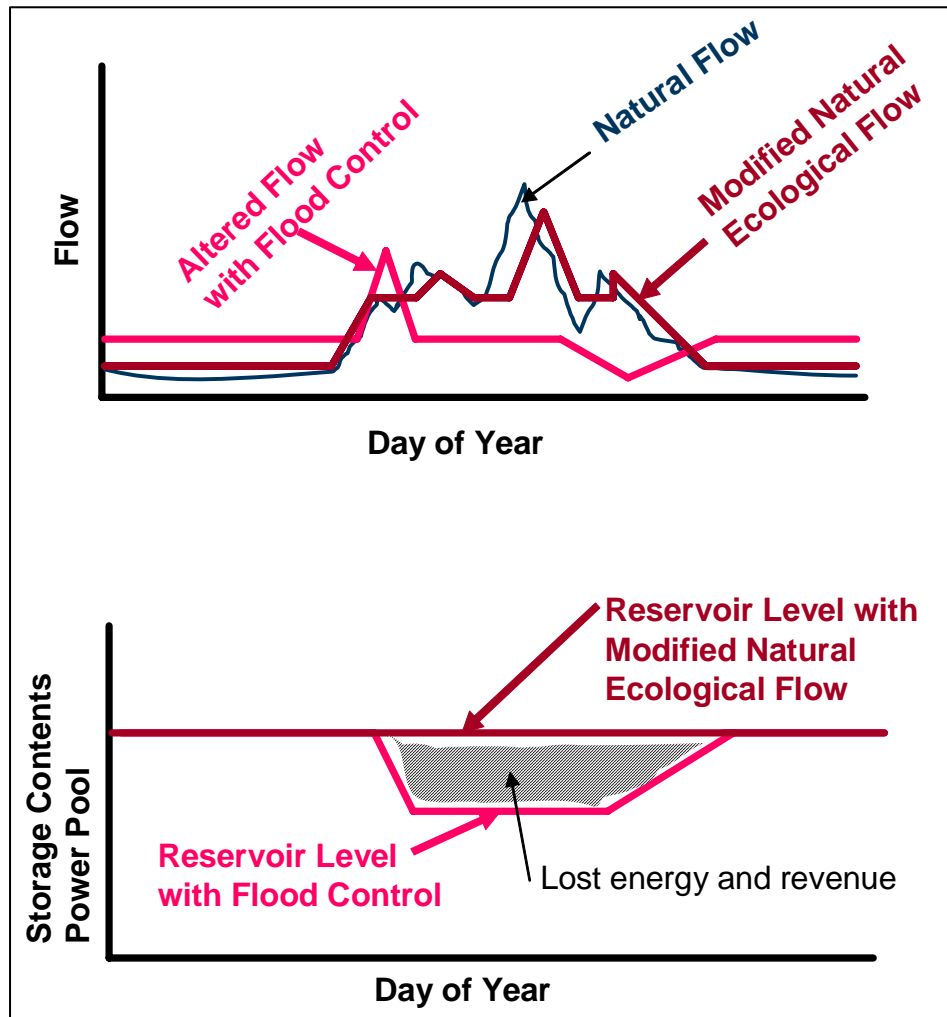 Flow
Altered Flow
with Flood Control
Natural Flow
Modified Natural
Ecological Flow
Day of Year
Storage Contents
Power Pool
Reservoir Level with
Modified Natural
Ecological Flow
Reservoir Level
with Flood Control
Lost energy and revenue
Day of Year